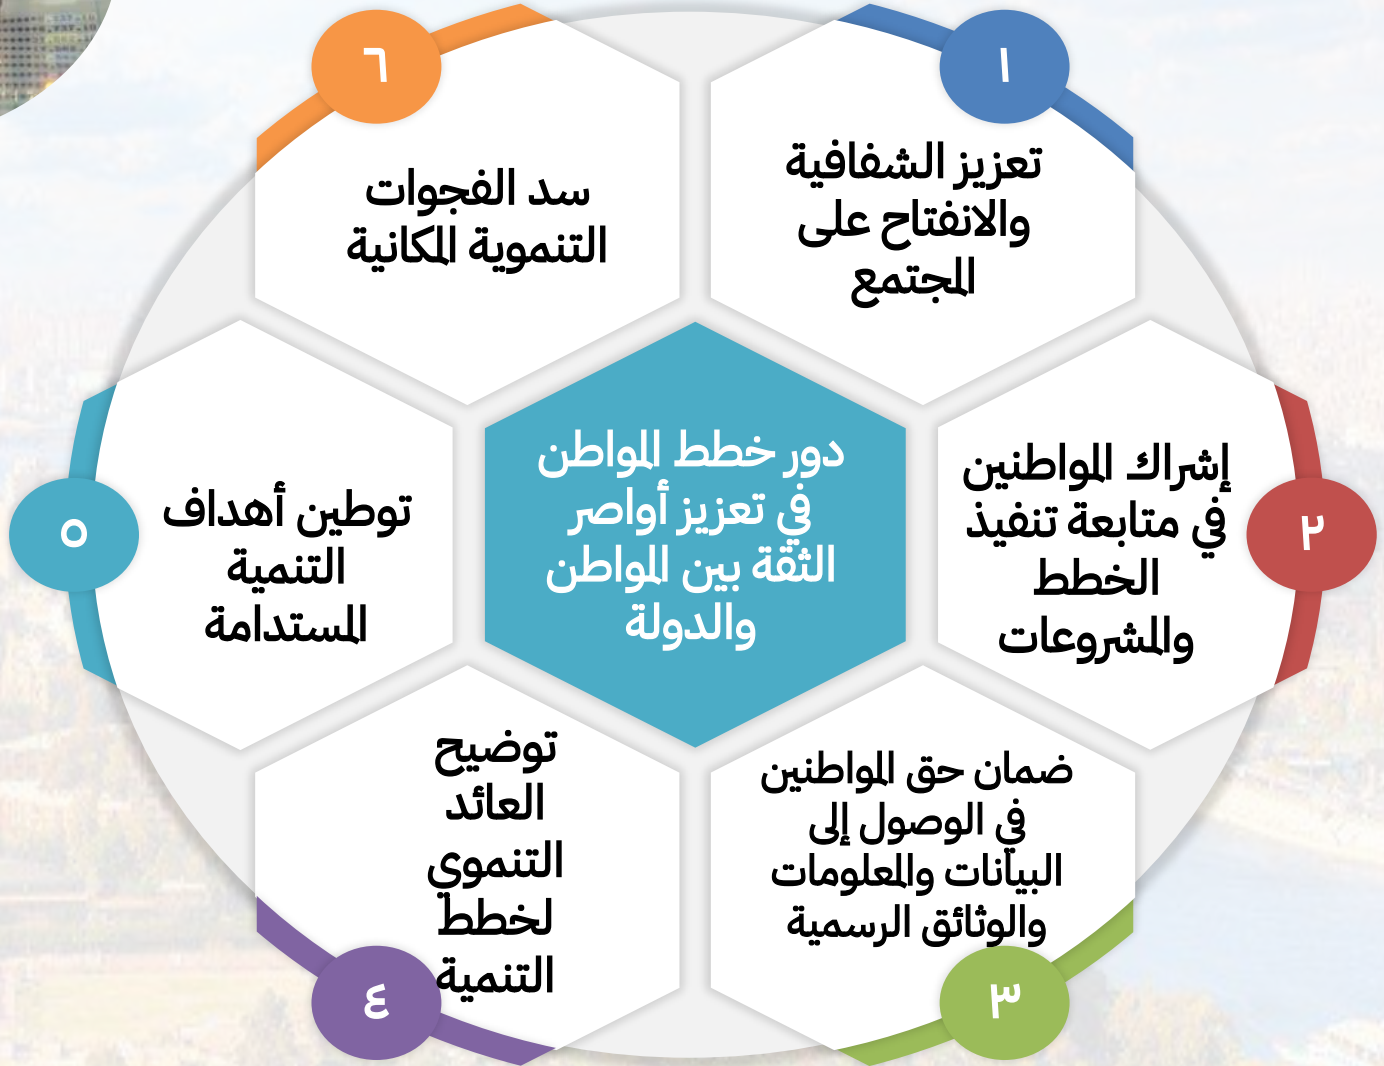 دور خطط المواطن
في تعزيز أواصر
الثقة بين المواطن
والدولة
١
تعزيز الشفافية
والانفتاح على
المجتمع
٢
إشراك المواطنين
في متابعة تنفيذ
الخطط
والمشروعات
٣
ضمان حق المواطنين
في الوصول إلى
البيانات والمعلومات
والوثائق الرسمية
٤
توضيح
العائد
التنموي
لخطط
التنمية
٥
توطين أهداف
التنمية
المستدامة
٦
سد الفجوات
التنموية المكانية